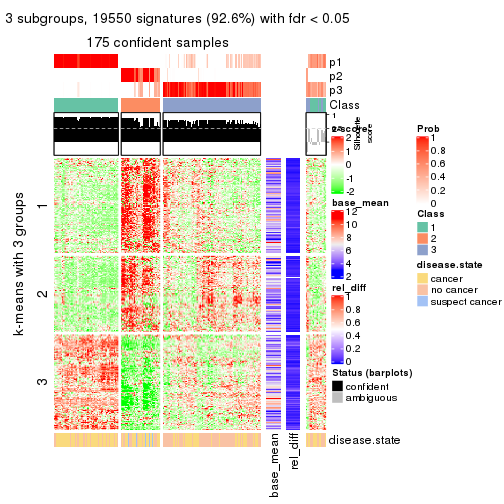 3 subgroups, 19550 signatures (92.6%) with fdr < 0.05
175 confident samples
p1
p2
p3
Class
1
Silhouette
score
z-score
2
1
0
-1
-2
base_mean
12
10
8
6
4
2
rel_diff
1
0.8
0.6
0.4
0.2
0
Status (barplots)
confident
ambiguous
Prob
1
0.8
0.6
0.4
0.2
0
Class
1
2
3
disease.state
cancer
no cancer
suspect cancer
k-means with 3 groups
1
2
3
disease.state
base_mean
rel_diff